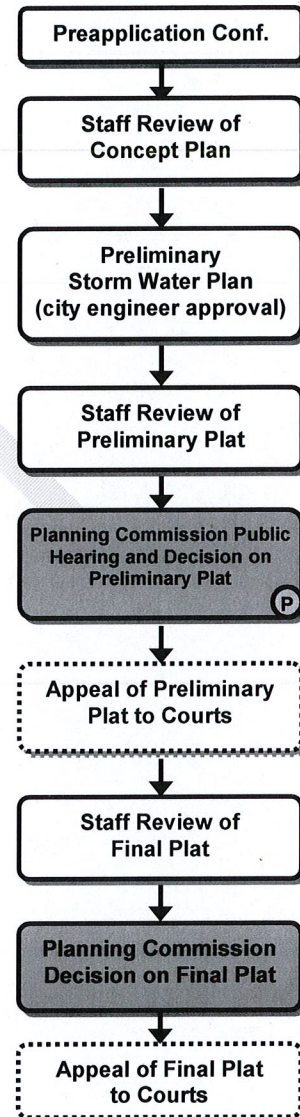 Preapplication Conf.
Staff Review of
Concept Plan
Preliminary
Storm Water Plan
(city engineer approval)
Staff Review of
Preliminary Plat
Planning Commission Public
Hearing and Decision on
Preliminary Plat
P
Appeal of Preliminary
Plat to Courts
Staff Review of
Final Plat
Planning Commission
Decision on Final Plat
Appeal of Final Plat
to Courts